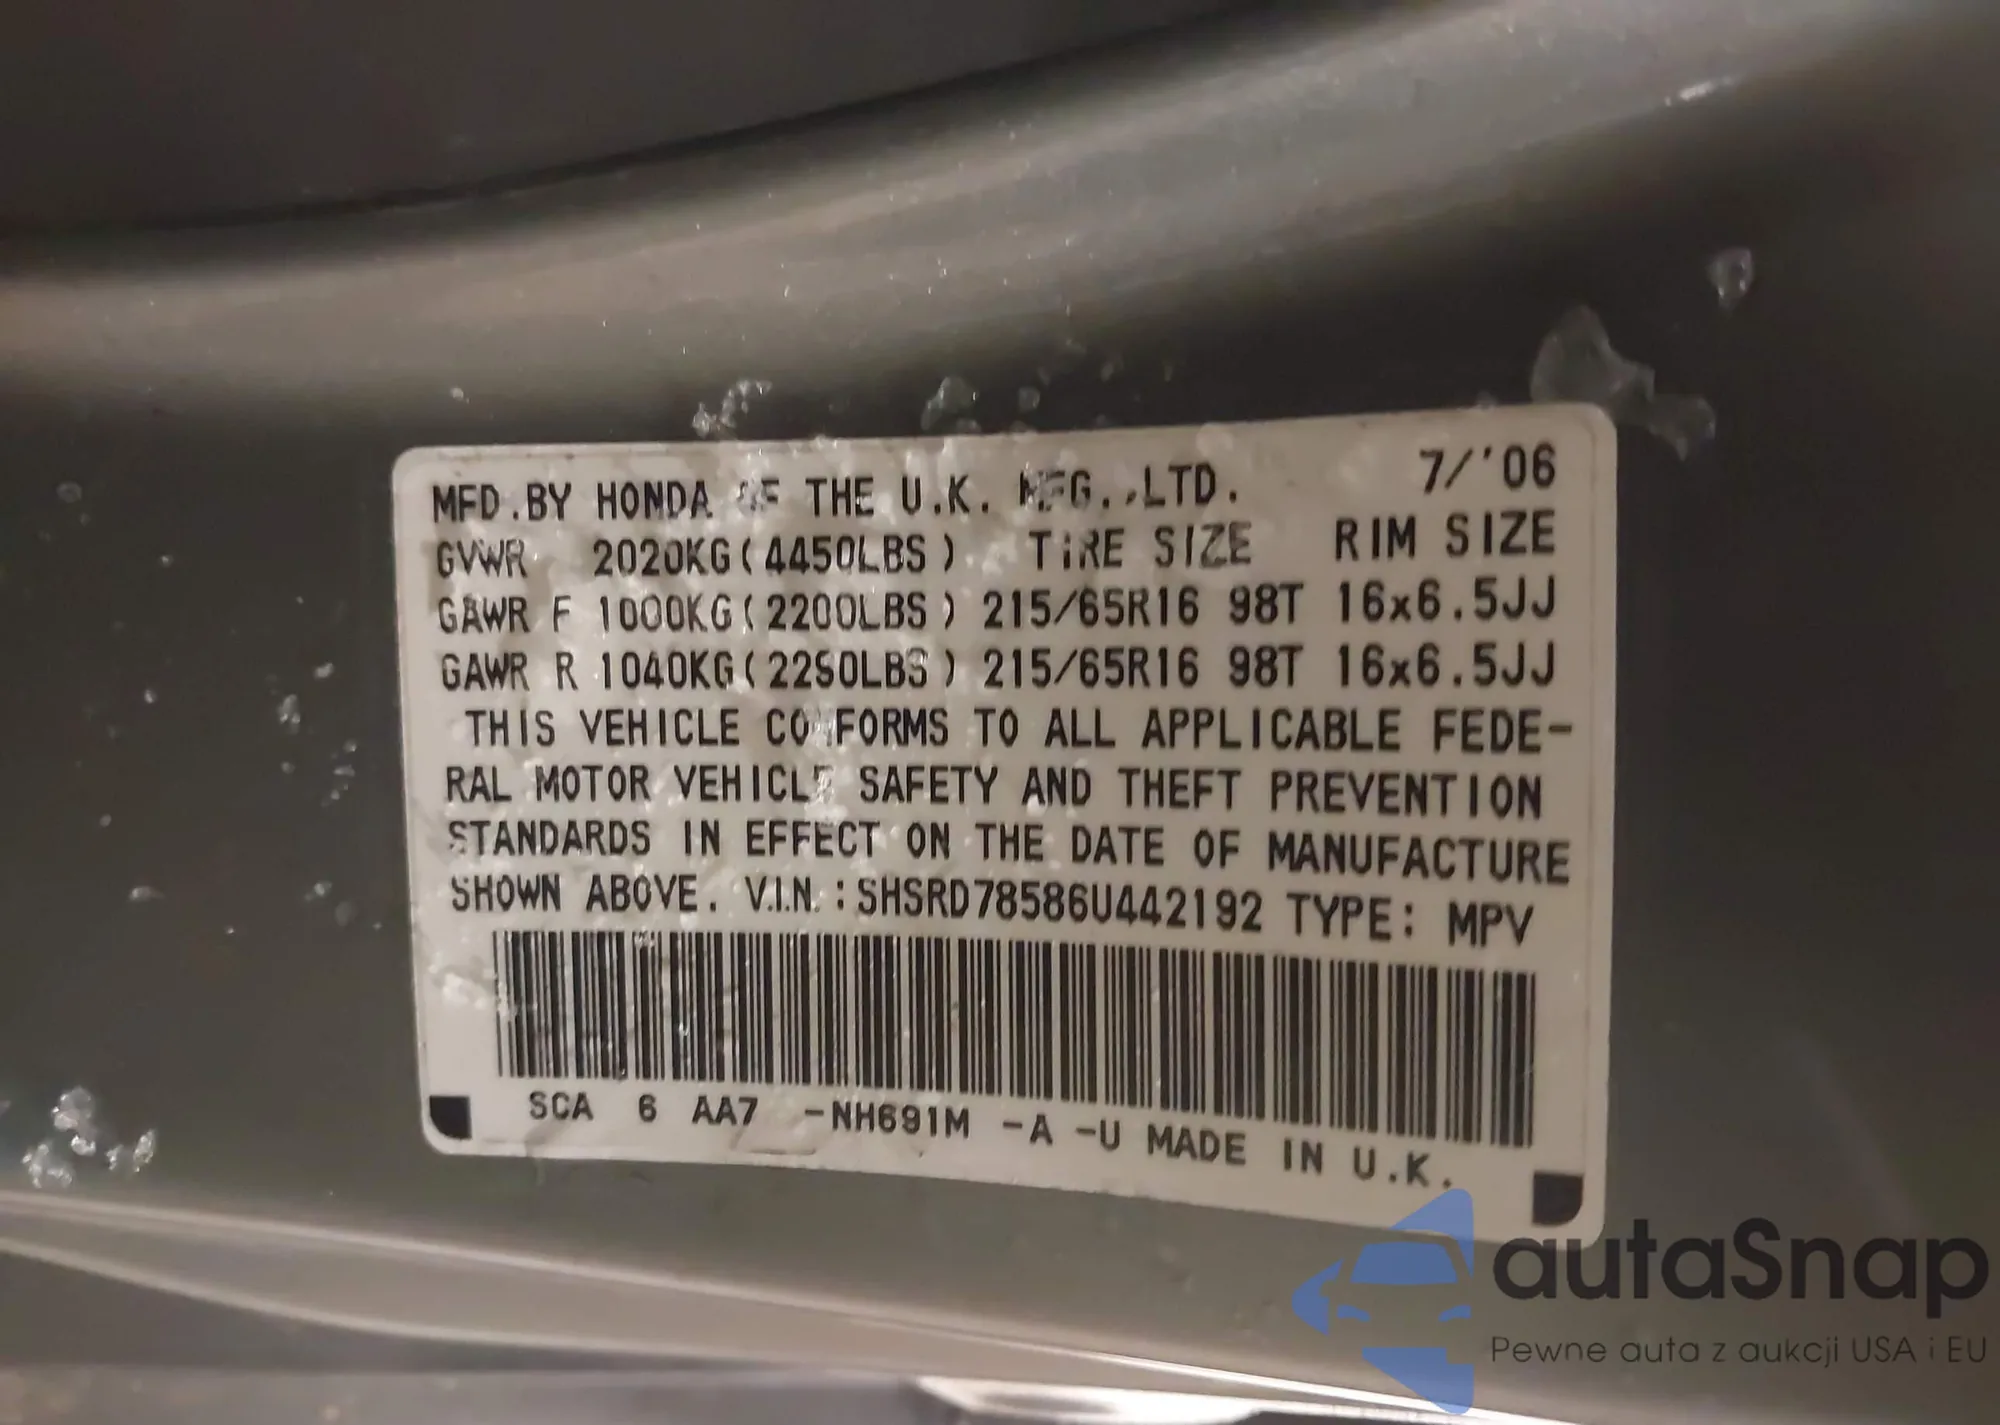 MFD.BY HONDA OF THE U.K. MFG.,LTD. 7/'06
GVWR 2020KG(4450LBS) TIRE SIZE RIM SIZE
GAWR F 1000KG(2200LBS) 215/65R16 98T 16x6.5JJ
GAWR R 1040KG(2290LBS) 215/65R16 98T 16x6.5JJ
THIS VEHICLE CONFORMS TO ALL APPLICABLE FEDE-
RAL MOTOR VEHICLE SAFETY AND THEFT PREVENTION
STANDARDS IN EFFECT ON THE DATE OF MANUFACTURE
SHOWN ABOVE. V.I.N.:SHSRD78586U442192 TYPE: MPV
SCA 6 AA7 -NH691M -A -U MADE IN U.K.
autaSnap
Pewne auta z aukcji USA i EU